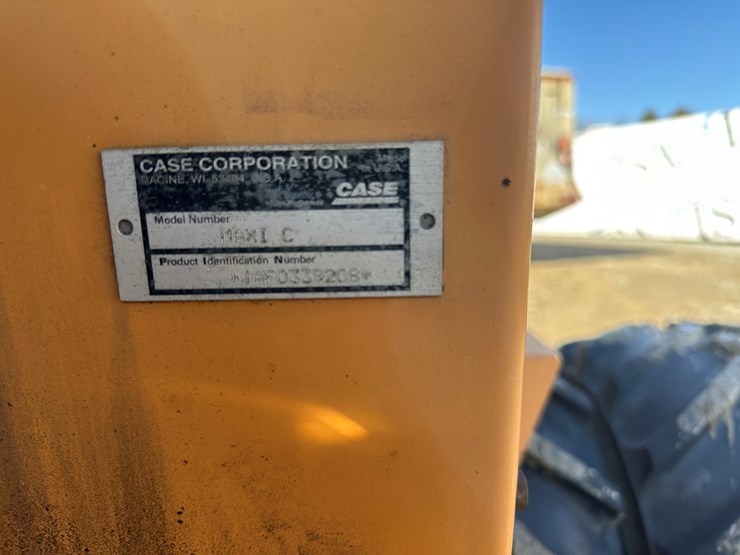 CASE CORPORATION
RACINE, WI 53404, U.S.A.
CASE
Model Number
MAXI C
Product Identification Number